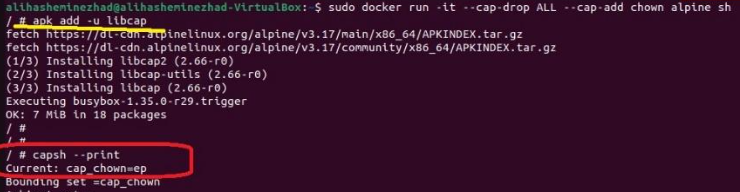 alihasheminezhad@alihasheminezhad-VirtualBox:~$ sudo docker run -it --cap-drop ALL --cap-add chown alpine sh
/ # apk add -u libcap
fetch https://dl-cdn.alpinelinux.org/alpine/v3.17/main/x86_64/APKINDEX.tar.gz
fetch https://dl-cdn.alpinelinux.org/alpine/v3.17/community/x86_64/APKINDEX.tar.gz
(1/3) Installing libcap2 (2.66-r0)
(2/3) Installing libcap-utils (2.66-r0)
(3/3) Installing libcap (2.66-r0)
Executing busybox-1.35.0-r29.trigger
OK: 7 MiB in 18 packages
/ #
/ #
/ # capsh --print
Current: cap_chown=ep
Bounding set =cap_chown